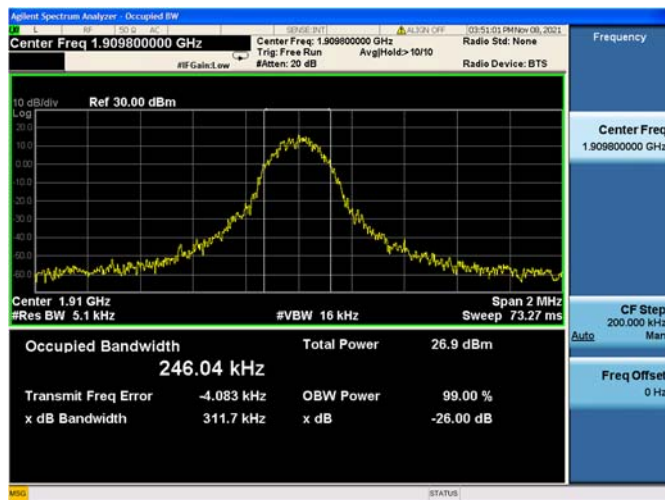 Agilent Spectrum Analyzer - Occupied BW
L RF 50 Ω AC SENSE:INT ALIGN OFF 03:51:01 PM Nov 08, 2021
Center Freq 1.909800000 GHz
Center Freq: 1.909800000 GHz
Radio Std: None
Trig: Free Run Avg|Hold:>10/10
#IFGain:Low #Atten: 20 dB Radio Device: BTS
Frequency
10 dB/div Ref 30.00 dBm
Log
20.0
10.0
0.00
-10.0
-20.0
-30.0
-40.0
-50.0
-60.0
Center 1.91 GHz Span 2 MHz
#Res BW 5.1 kHz #VBW 16 kHz Sweep 73.27 ms
Occupied Bandwidth Total Power 26.9 dBm
246.04 kHz
Transmit Freq Error -4.083 kHz OBW Power 99.00 %
x dB Bandwidth 311.7 kHz x dB -26.00 dB
Center Freq
1.909800000 GHz
CF Step
200.000 kHz
Auto Man
Freq Offset
0 Hz
MSG STATUS